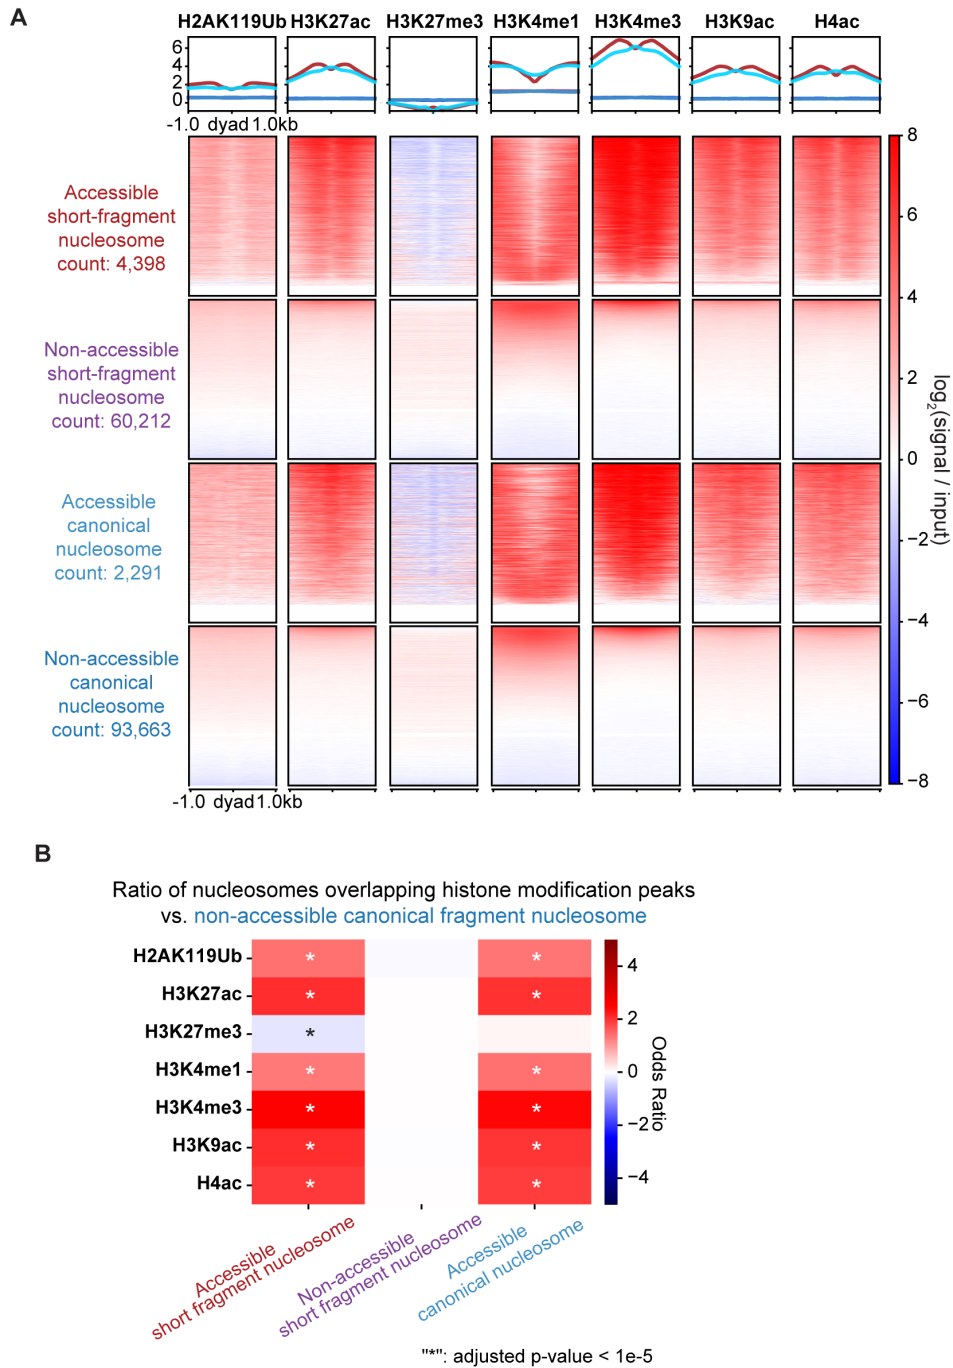 A
H2AK119Ub H3K27ac H3K27me3 H3K4me1 H3K4me3 H3K9ac H4ac
6
4
2
0
-1.0 dyad 1.0kb
Accessible
short-fragment
nucleosome
count: 4,398
Non-accessible
short-fragment
nucleosome
count: 60,212
Accessible
canonical
nucleosome
count: 2,291
Non-accessible
canonical
nucleosome
count: 93,663
-1.0 dyad 1.0kb
8
6
4
2
0
−2
−4
−6
−8
log2(signal / input)
B
Ratio of nucleosomes overlapping histone modification peaks
vs. non-accessible canonical fragment nucleosome
H2AK119Ub * *
H3K27ac * *
H3K27me3 *
H3K4me1 * *
H3K4me3 * *
H3K9ac * *
H4ac * *
4
2
0
−2
−4
Odds Ratio
Accessible
short fragment nucleosome
Non-accessible
short fragment nucleosome
Accessible
canonical nucleosome
"*": adjusted p-value < 1e-5